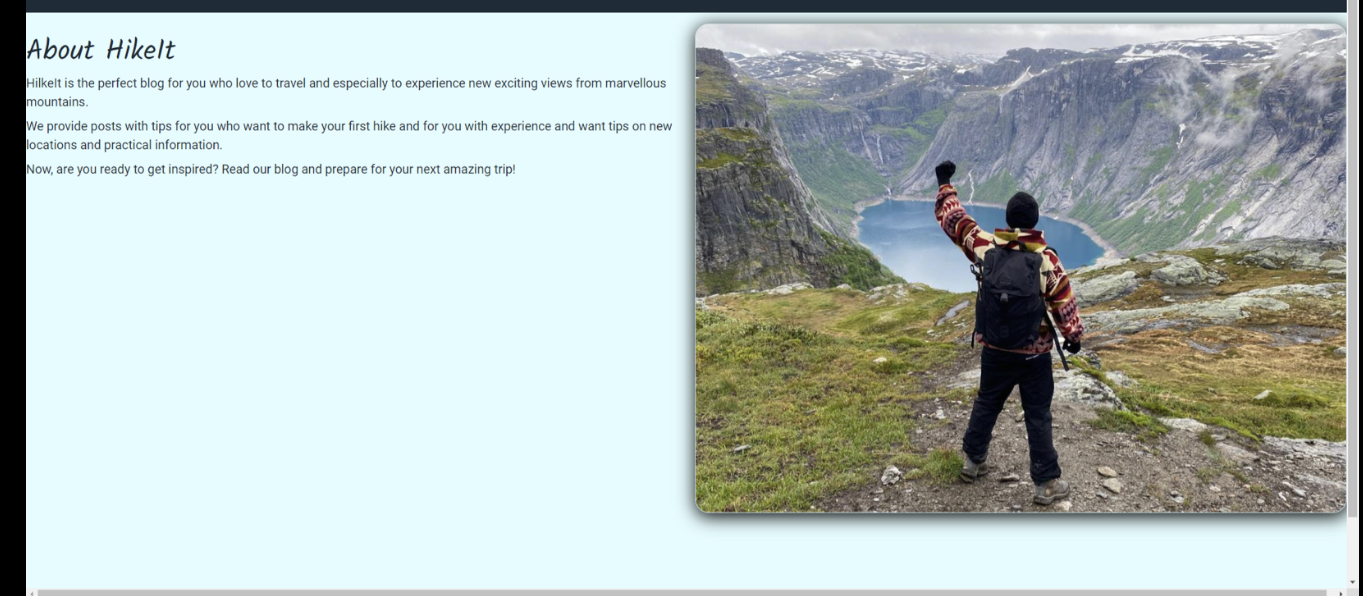 About HikeIt
HilkeIt is the perfect blog for you who love to travel and especially to experience new exciting views from marvellous
mountains.
We provide posts with tips for you who want to make your first hike and for you with experience and want tips on new
locations and practical information.
Now, are you ready to get inspired? Read our blog and prepare for your next amazing trip!